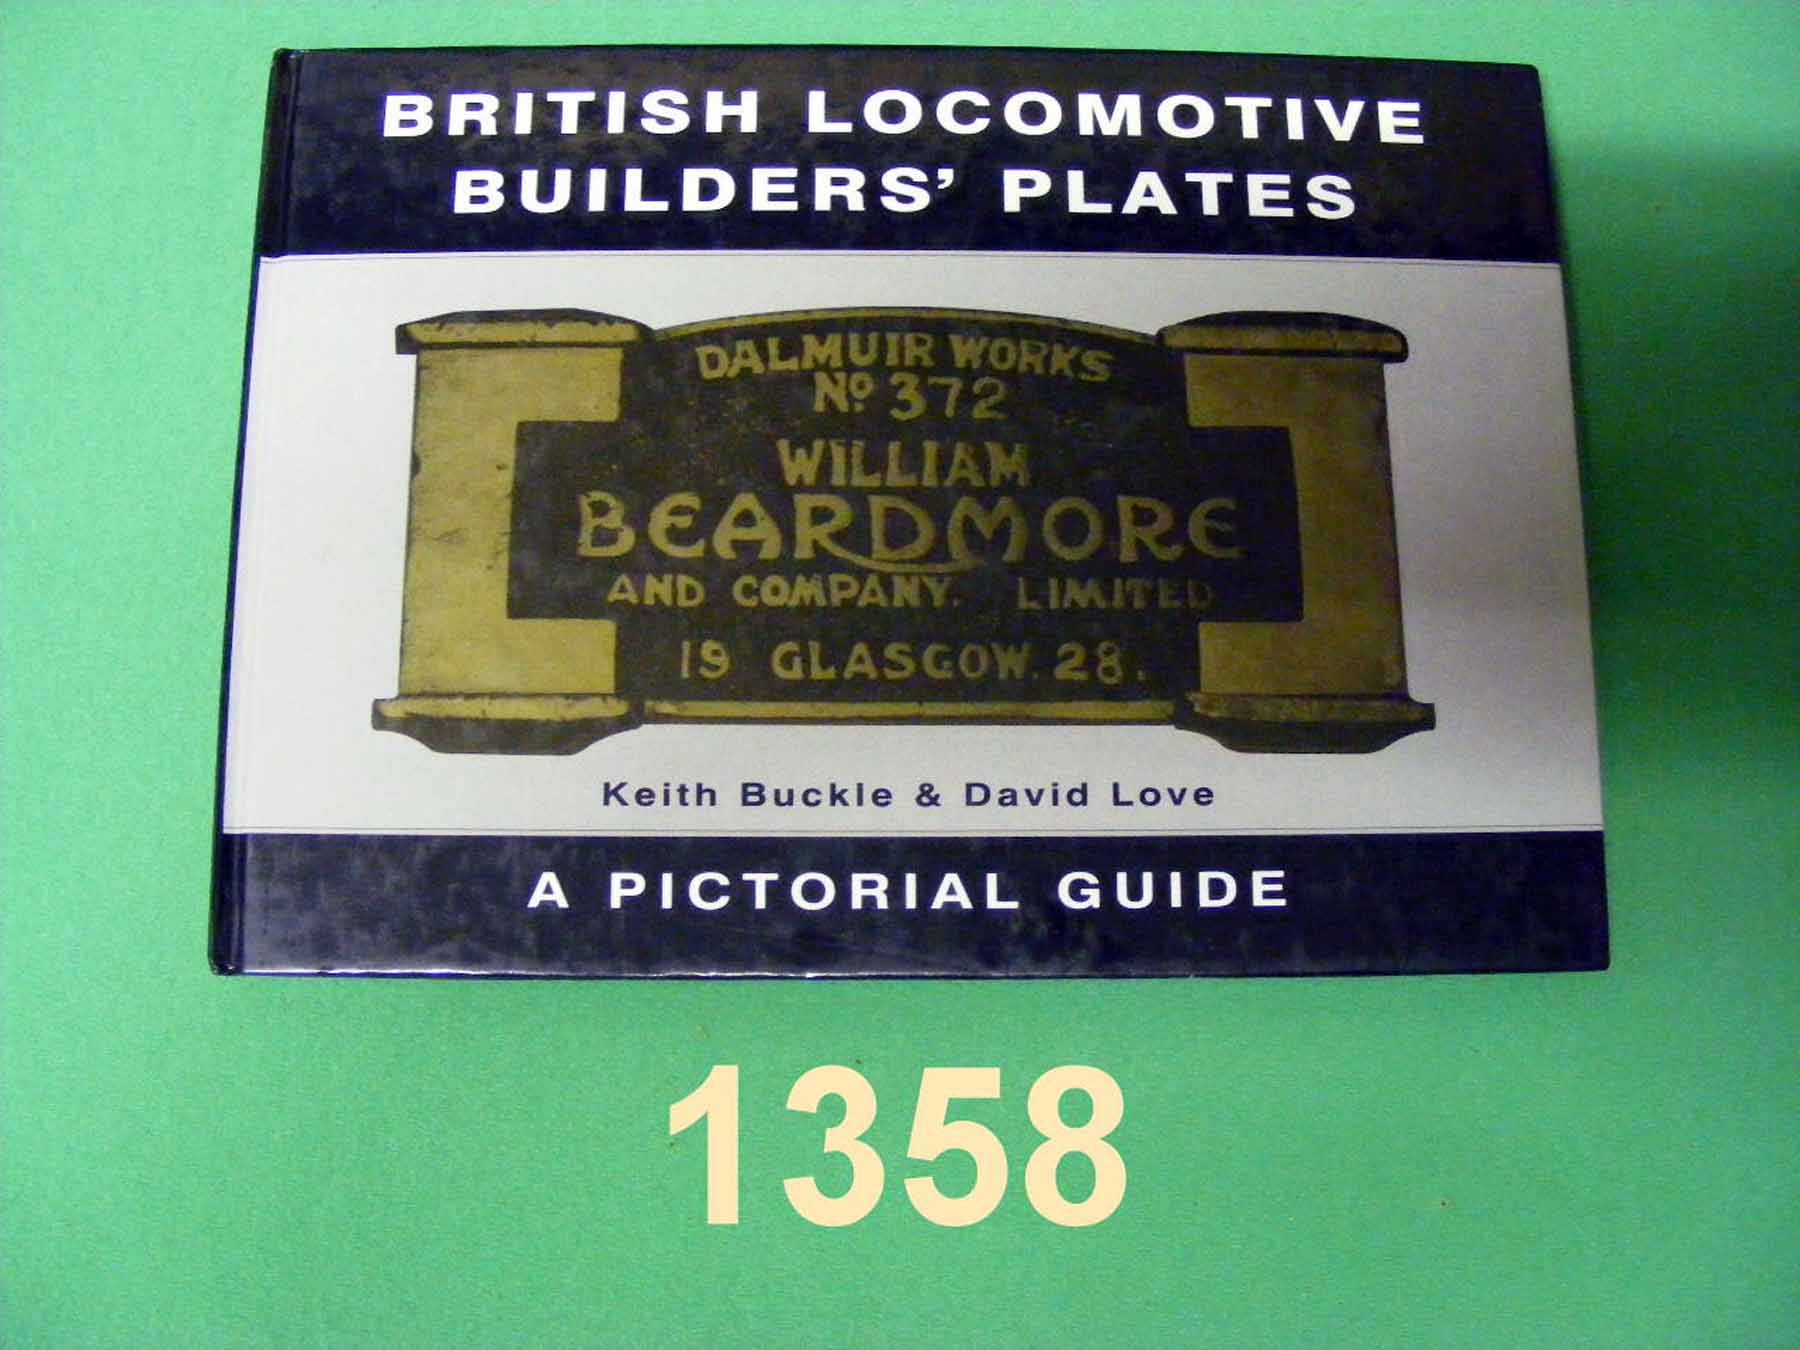 BRITISH LOCOMOTIVE
BUILDERS' PLATES
DALMUIR WORKS
Nº 372
WILLIAM
BEARDMORE
AND COMPANY. LIMITED
19 GLASGOW. 28.
Keith Buckle & David Love
A PICTORIAL GUIDE
1358